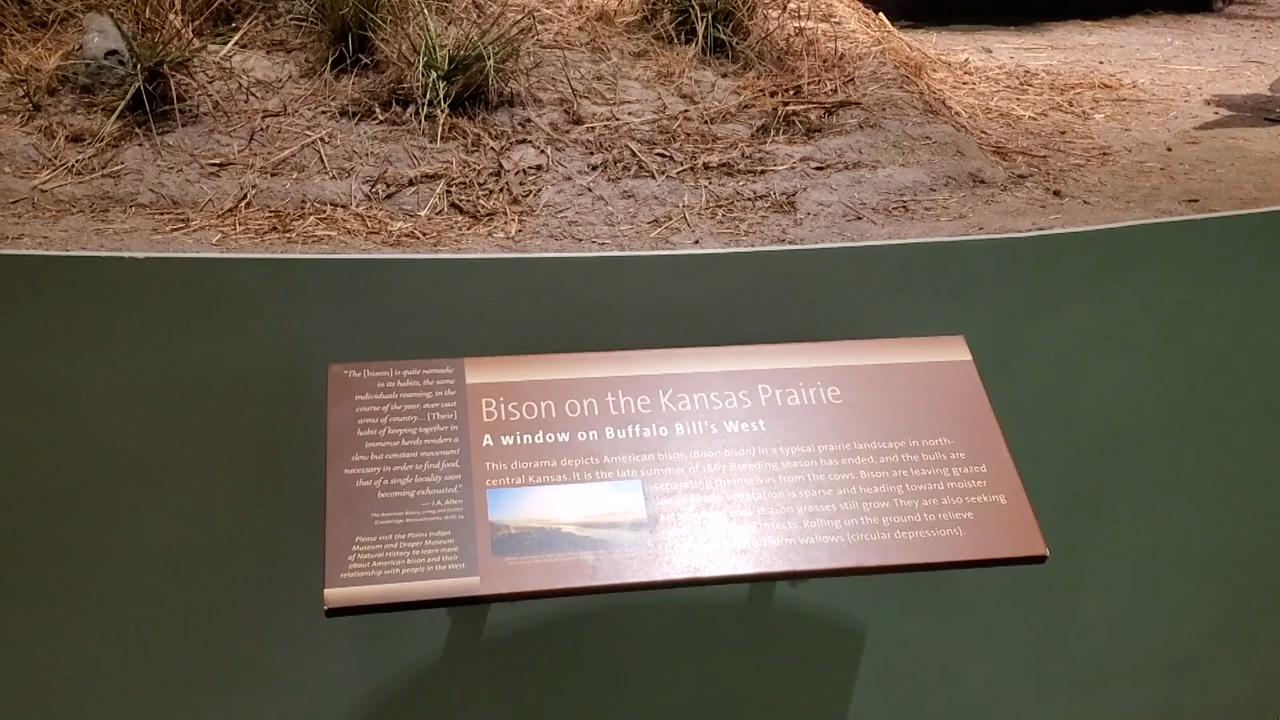 "The [bison] is quite nomadic
in its habits, the same
individuals roaming, in the
course of the year, over vast
areas of country... [Their]
habit of keeping together in
immense herds renders a
slow but constant movement
necessary in order to find food,
that of a single locality soon
becoming exhausted."
— J.A. Allen
Please visit the Plains Indian
Museum and Draper Museum
of Natural History to learn more
about American bison and their
relationship with people in the West.
Bison on the Kansas Prairie
A window on Buffalo Bill's West
This diorama depicts American bison (Bison bison) in a typical prairie landscape in north-
central Kansas. It is the late summer of 1867. Breeding season has ended, and the bulls are
separating themselves from the cows. Bison are leaving grazed
vegetation is sparse and heading toward moister
season grasses still grow. They are also seeking
insects. Rolling on the ground to relieve
form wallows (circular depressions).